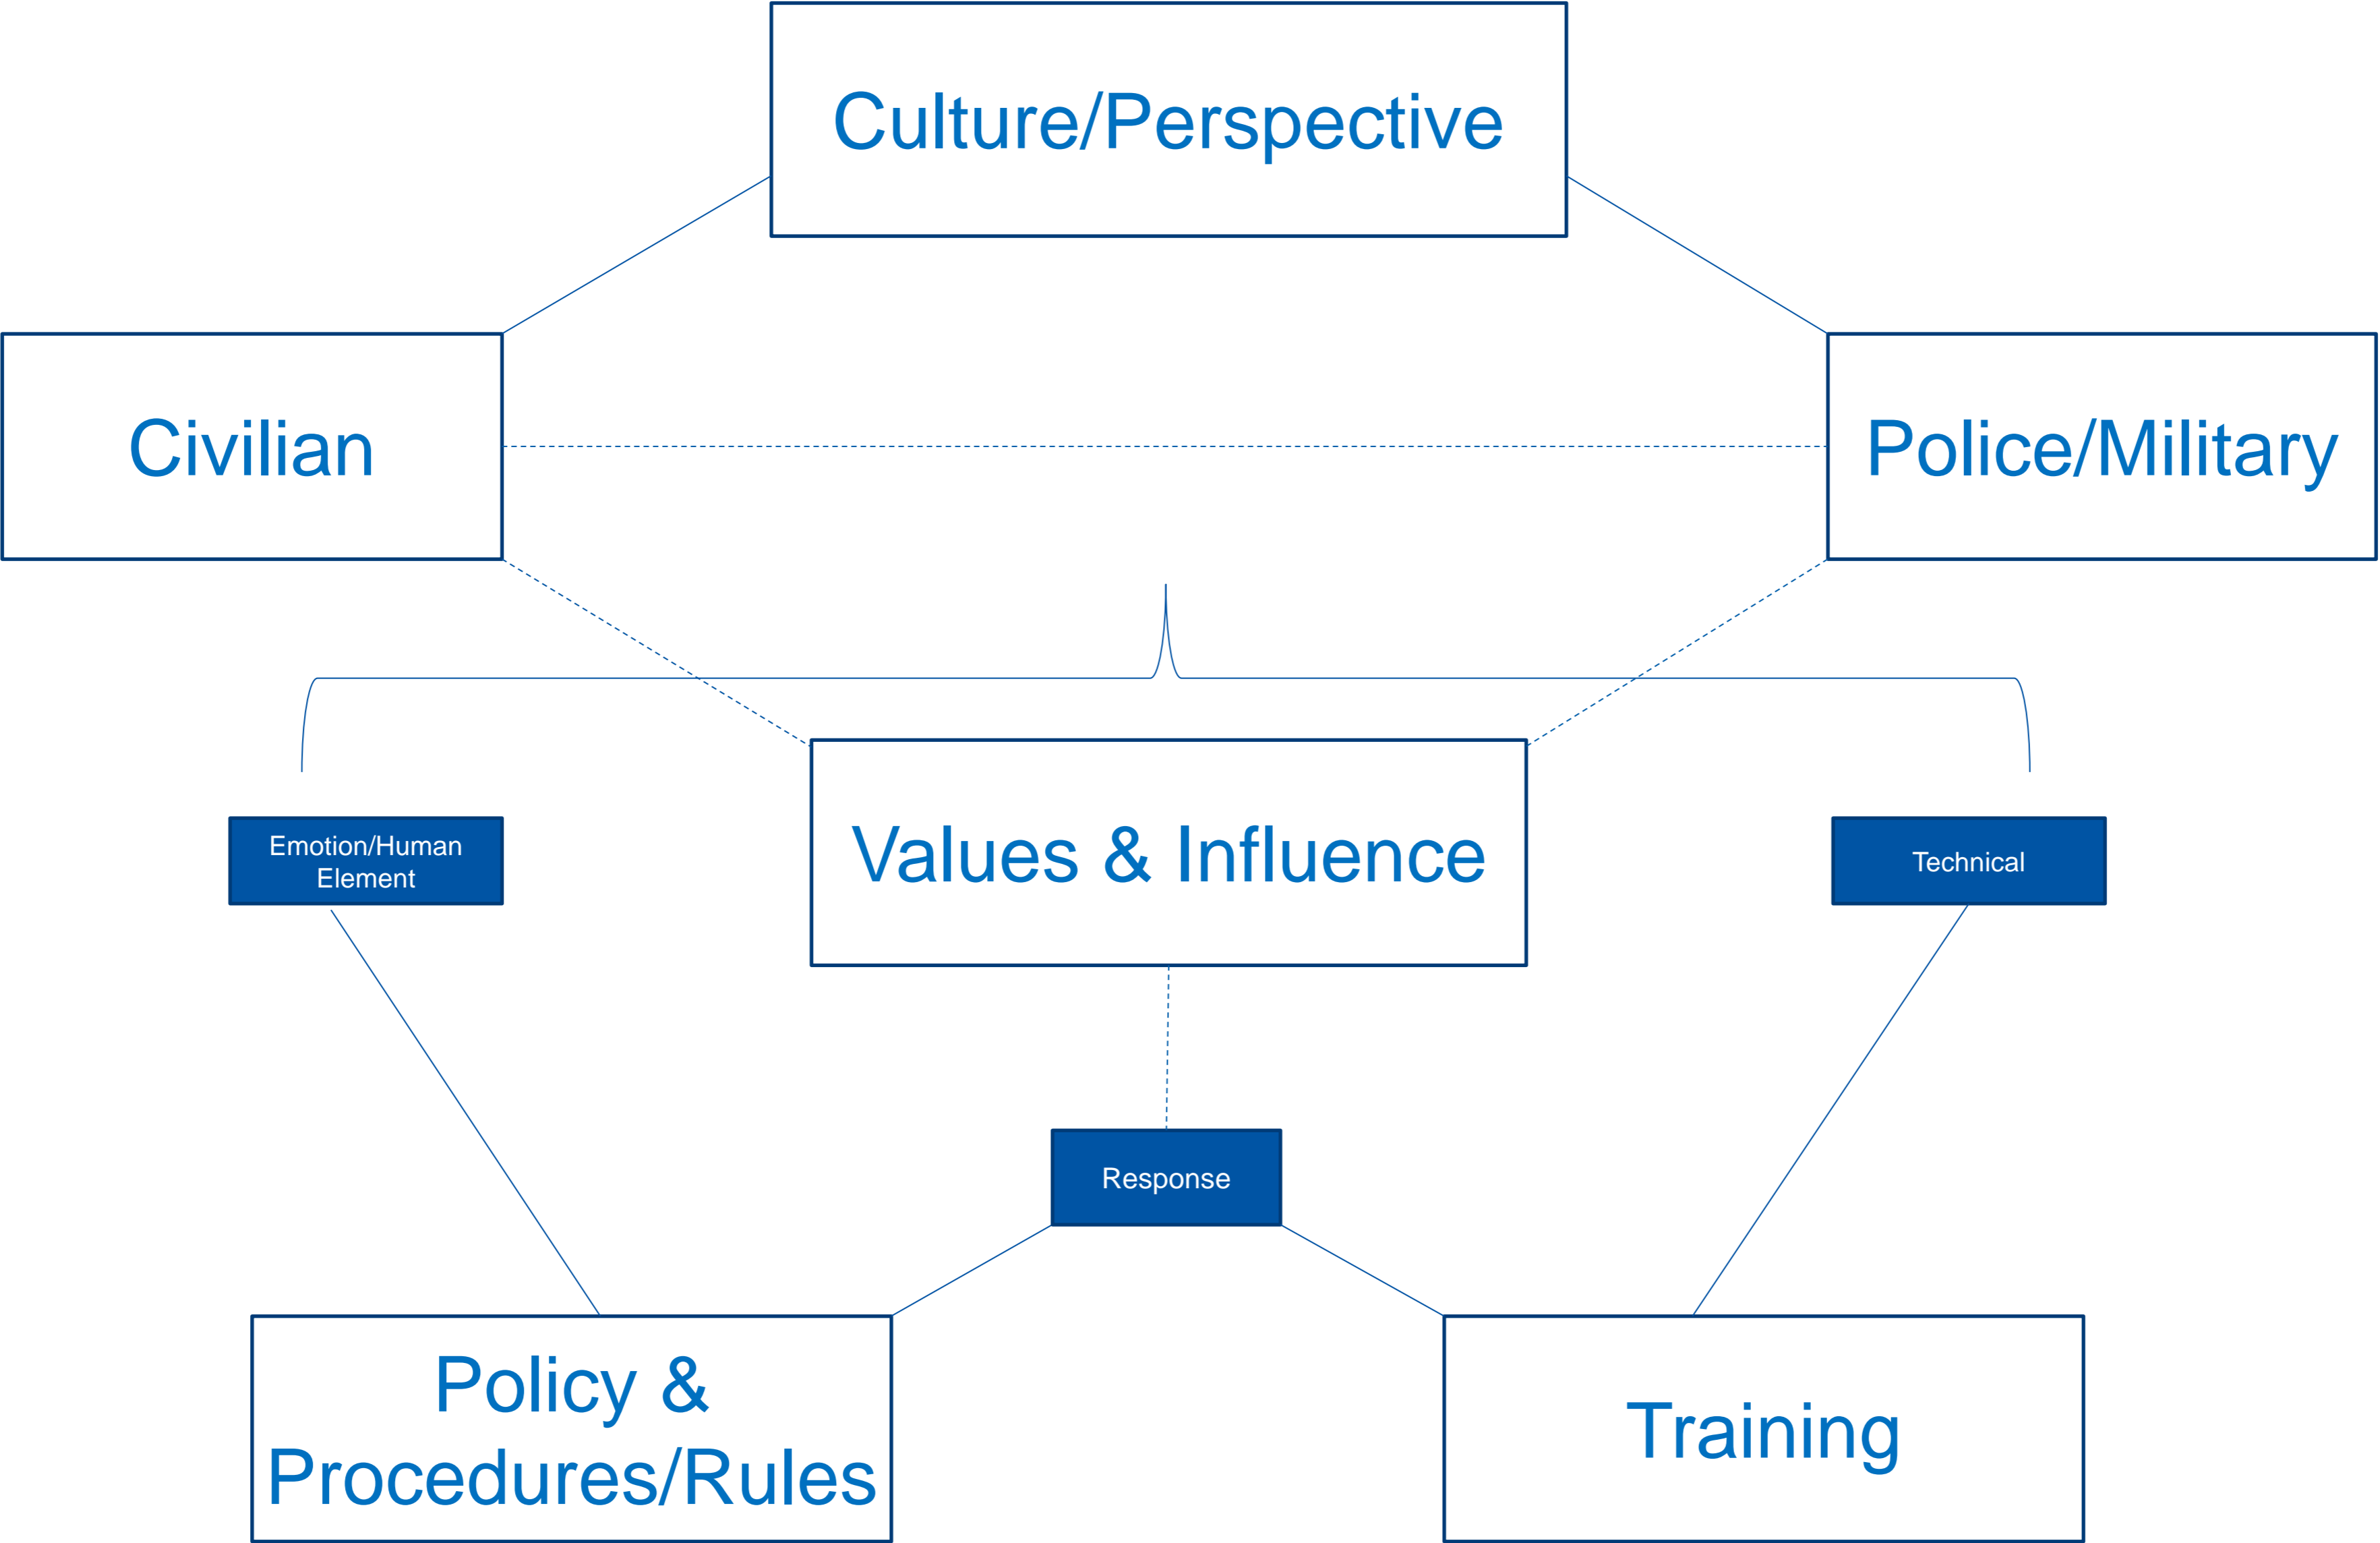 Culture/Perspective
Civilian
Police/Military
Emotion/Human
Element
Values & Influence
Technical
Response
Policy &
Procedures/Rules
Training